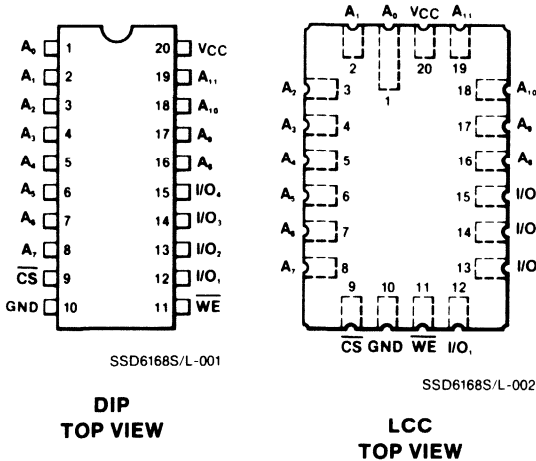 A₀ 1 20 VCC
A₁ 2 19 A₁₁
A₂ 3 18 A₁₀
A₃ 4 17 A₉
A₄ 5 16 A₈
A₅ 6 15 I/O₄
A₆ 7 14 I/O₃
A₇ 8 13 I/O₂
C̅S̅ 9 12 I/O₁
GND 10 11 W̅E̅
SSD6168S/L-001
DIP
TOP VIEW
A₁ A₀ VCC A₁₁
2 1 20 19
A₂ 3 18 A₁₀
A₃ 4 17 A₉
A₄ 5 16 A₈
A₅ 6 15 I/O
A₆ 7 14 I/O
A₇ 8 13 I/O
9 10 11 12
C̅S̅ GND W̅E̅ I/O₁
SSD6168S/L-002
LCC
TOP VIEW